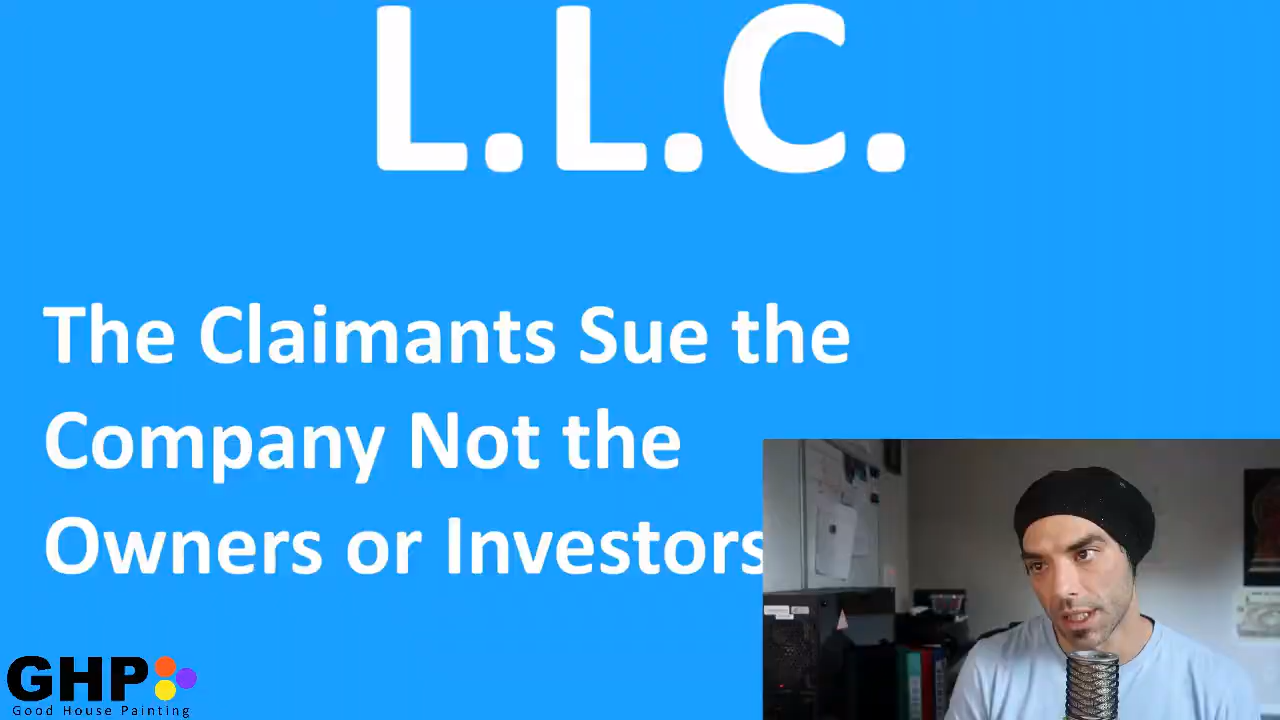 L.L.C.
The Claimants Sue the
Company Not the
Owners or Investors
GHP
Good House Painting